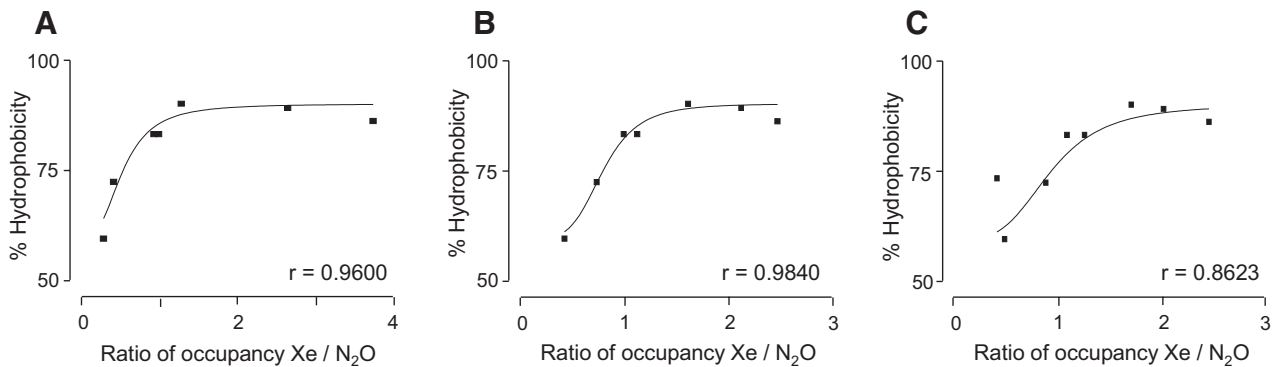 A
B
C
100
75
50
% Hydrophobicity
r = 0.9600
0
2
4
Ratio of occupancy Xe / N₂O
100
75
50
% Hydrophobicity
r = 0.9840
0
1
2
3
Ratio of occupancy Xe / N₂O
100
75
50
% Hydrophobicity
r = 0.8623
0
1
2
3
Ratio of occupancy Xe / N₂O